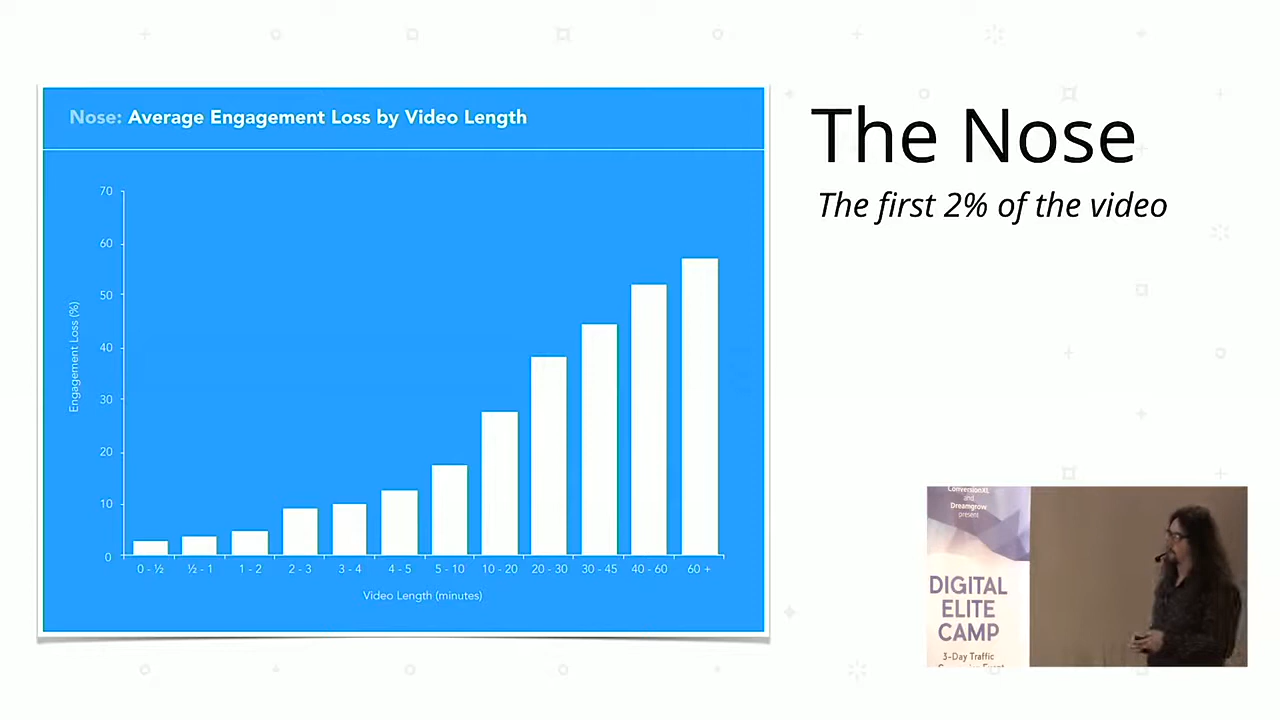 Nose: Average Engagement Loss by Video Length
70
60
50
40
30
20
10
0
Engagement Loss (%)
0 - ½ ½ - 1 1 - 2 2 - 3 3 - 4 4 - 5 5 - 10 10 - 20 20 - 30 30 - 45 40 - 60 60 +
Video Length (minutes)
The Nose
The first 2% of the video
ConversionXL
and
Dreamgrow
present
DIGITAL
ELITE
CAMP
3-Day Traffic